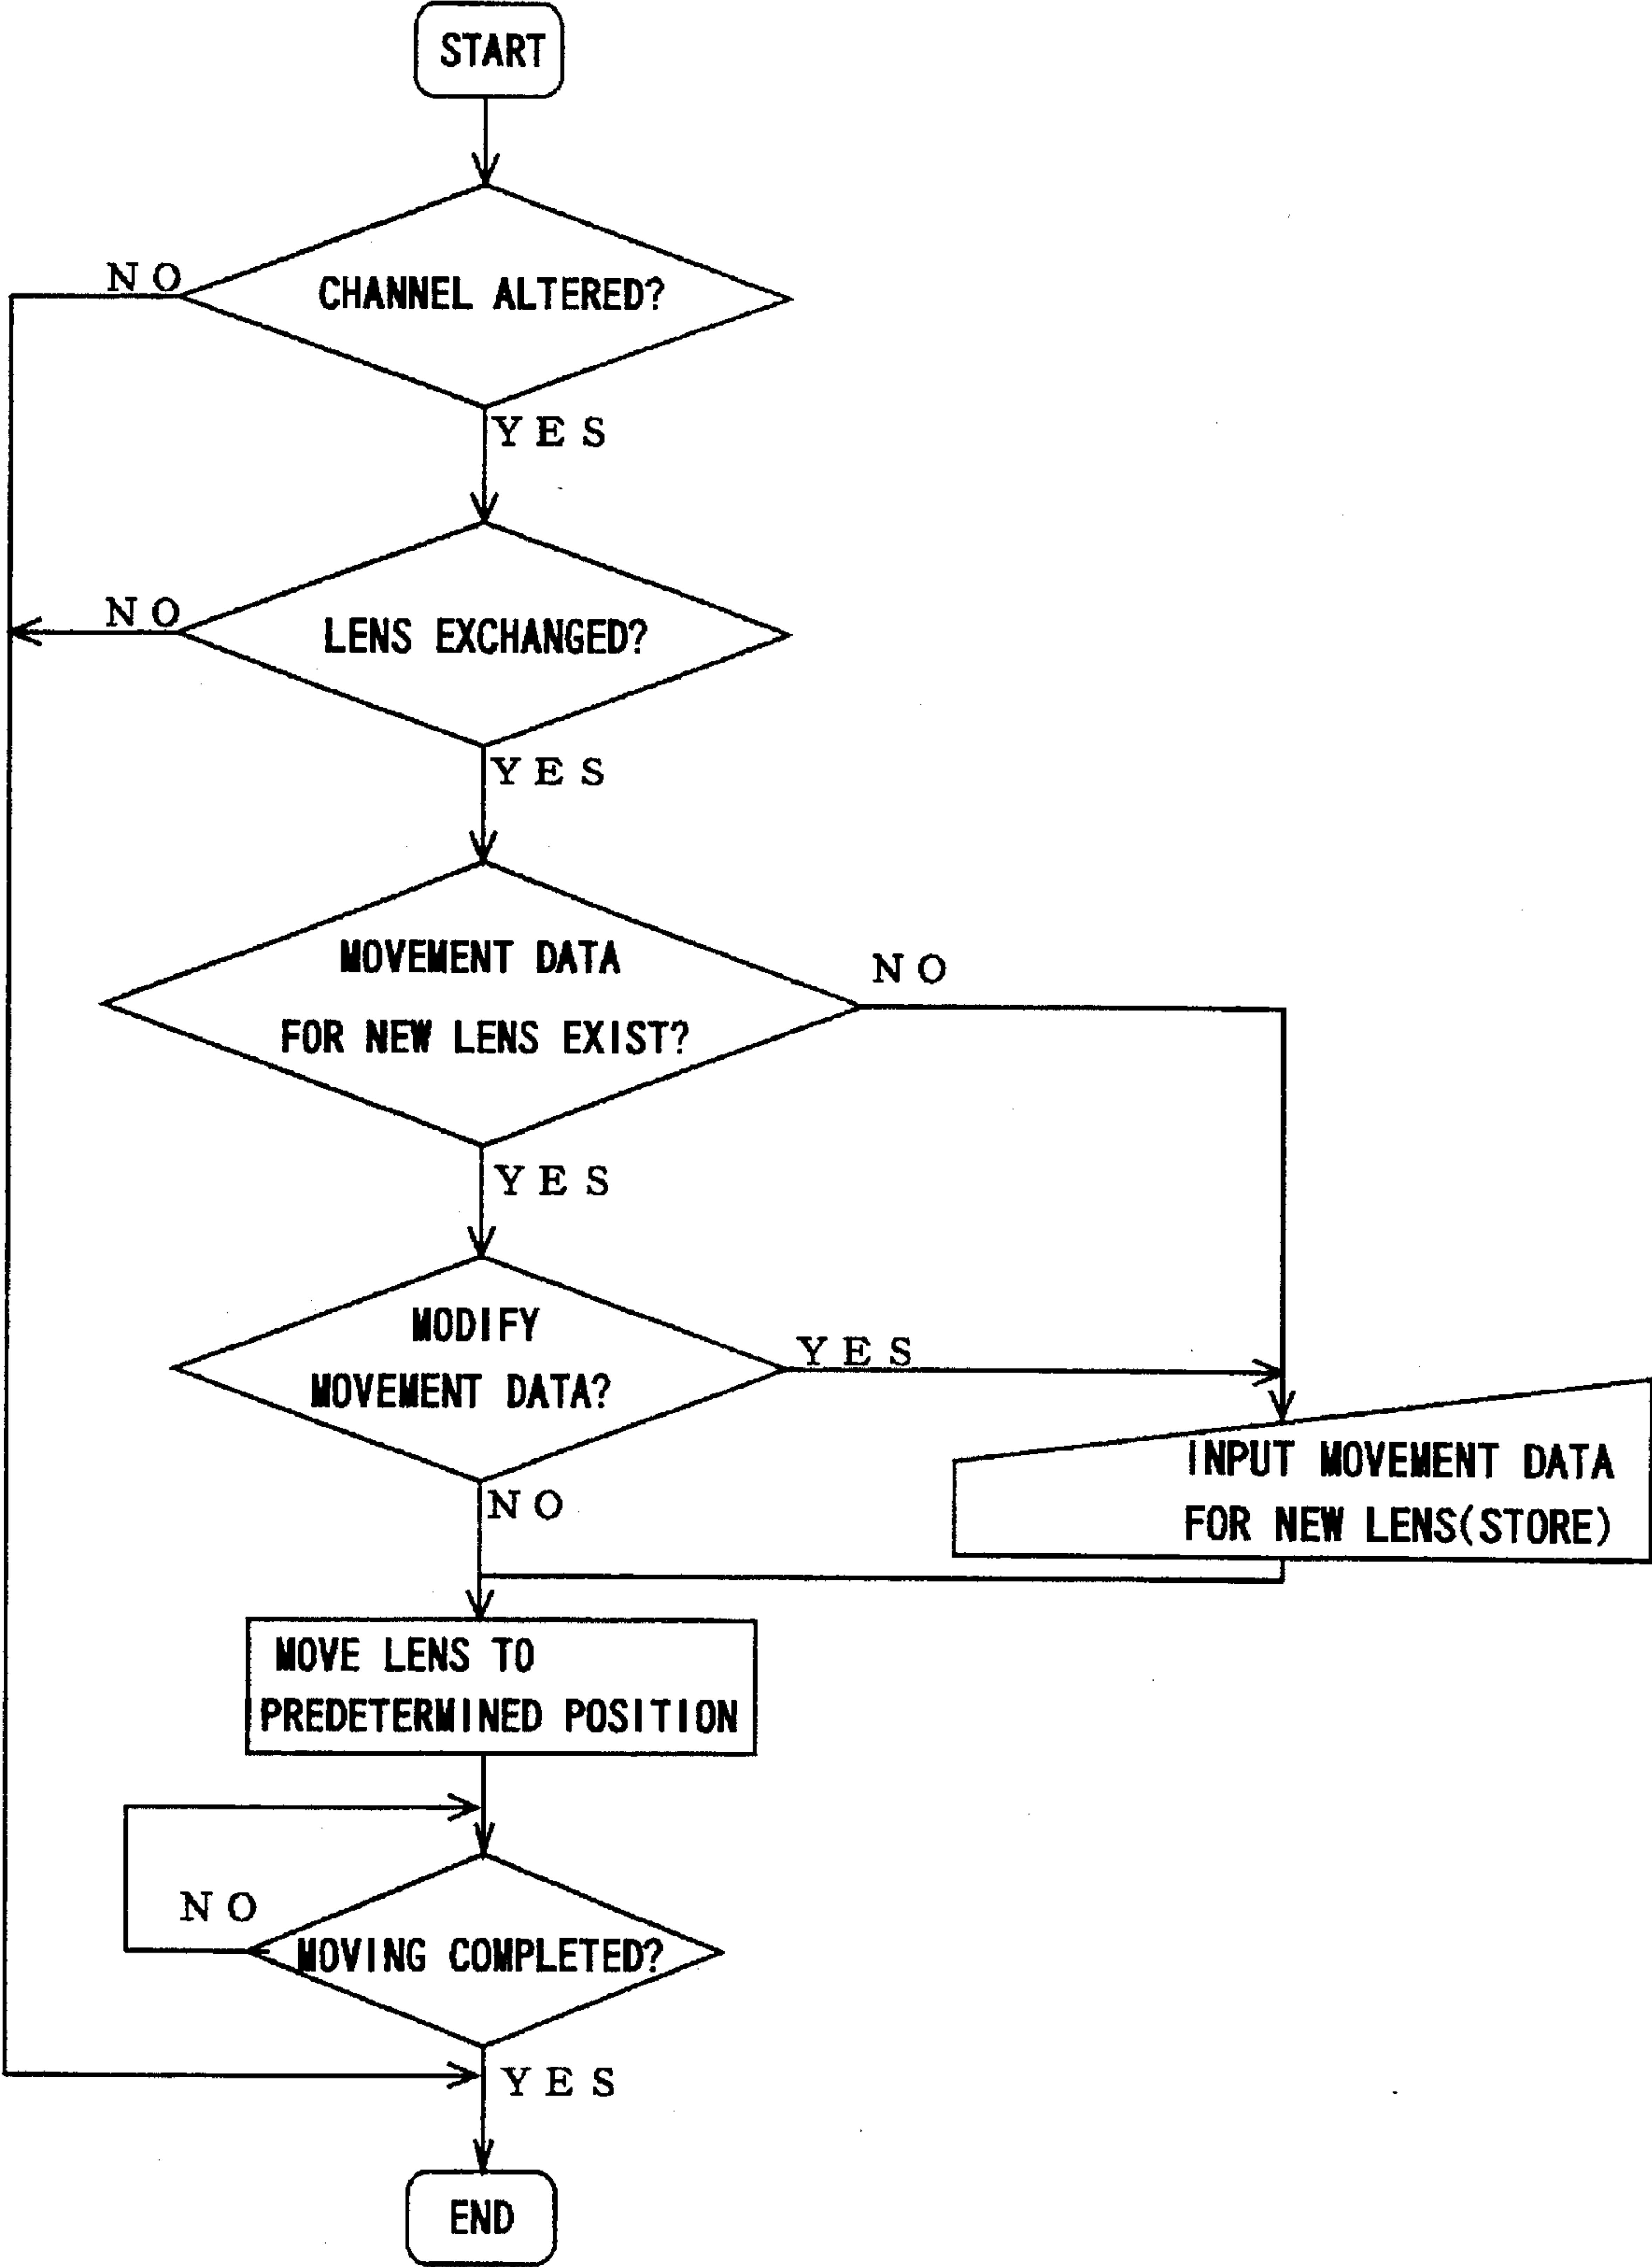 START
CHANNEL ALTERED?
NO
YES
LENS EXCHANGED?
NO
YES
MOVEMENT DATA
FOR NEW LENS EXIST?
NO
YES
MODIFY
MOVEMENT DATA?
YES
NO
INPUT MOVEMENT DATA
FOR NEW LENS(STORE)
MOVE LENS TO
PREDETERMINED POSITION
NO
MOVING COMPLETED?
YES
END